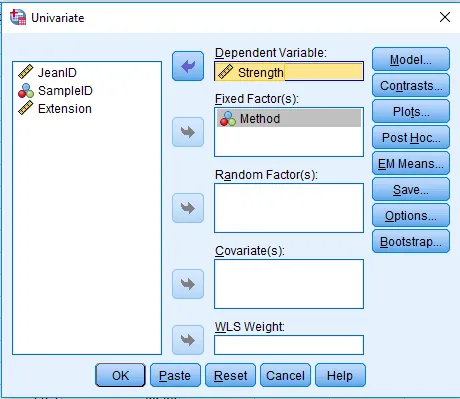 Univariate
JeanID
SampleID
Extension
Dependent Variable:
Strength
Fixed Factor(s):
Method
Random Factor(s):
Covariate(s):
WLS Weight:
Model...
Contrasts...
Plots...
Post Hoc...
EM Means...
Save...
Options...
Bootstrap...
OK Paste Reset Cancel Help